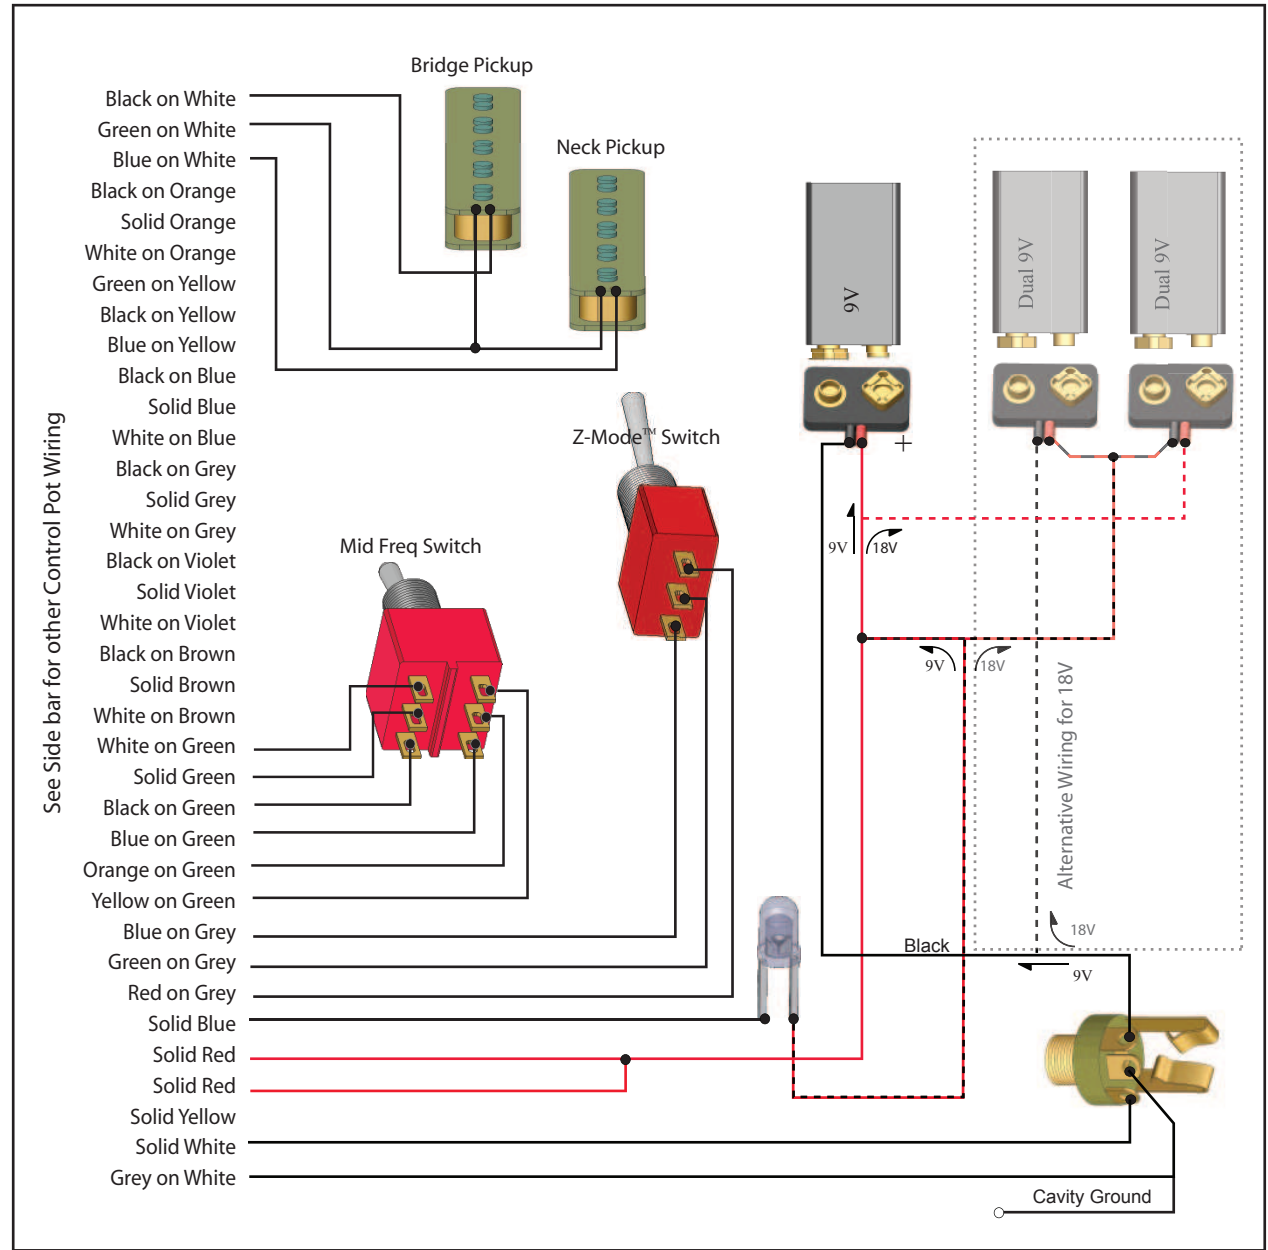 Bridge Pickup
Neck Pickup
Black on White
Green on White
Blue on White
Black on Orange
Solid Orange
White on Orange
Green on Yellow
Black on Yellow
Blue on Yellow
Black on Blue
Solid Blue
White on Blue
Black on Grey
Solid Grey
White on Grey
Black on Violet
Solid Violet
White on Violet
Black on Brown
Solid Brown
White on Brown
White on Green
Solid Green
Black on Green
Blue on Green
Orange on Green
Yellow on Green
Blue on Grey
Green on Grey
Red on Grey
Solid Blue
Solid Red
Solid Red
Solid Yellow
Solid White
Grey on White
See Side bar for other Control Pot Wiring
Z-Mode™ Switch
Mid Freq Switch
9V
Dual 9V
Dual 9V
+
9V
18V
9V
18V
Alternative Wiring for 18V
18V
Black
9V
Cavity Ground